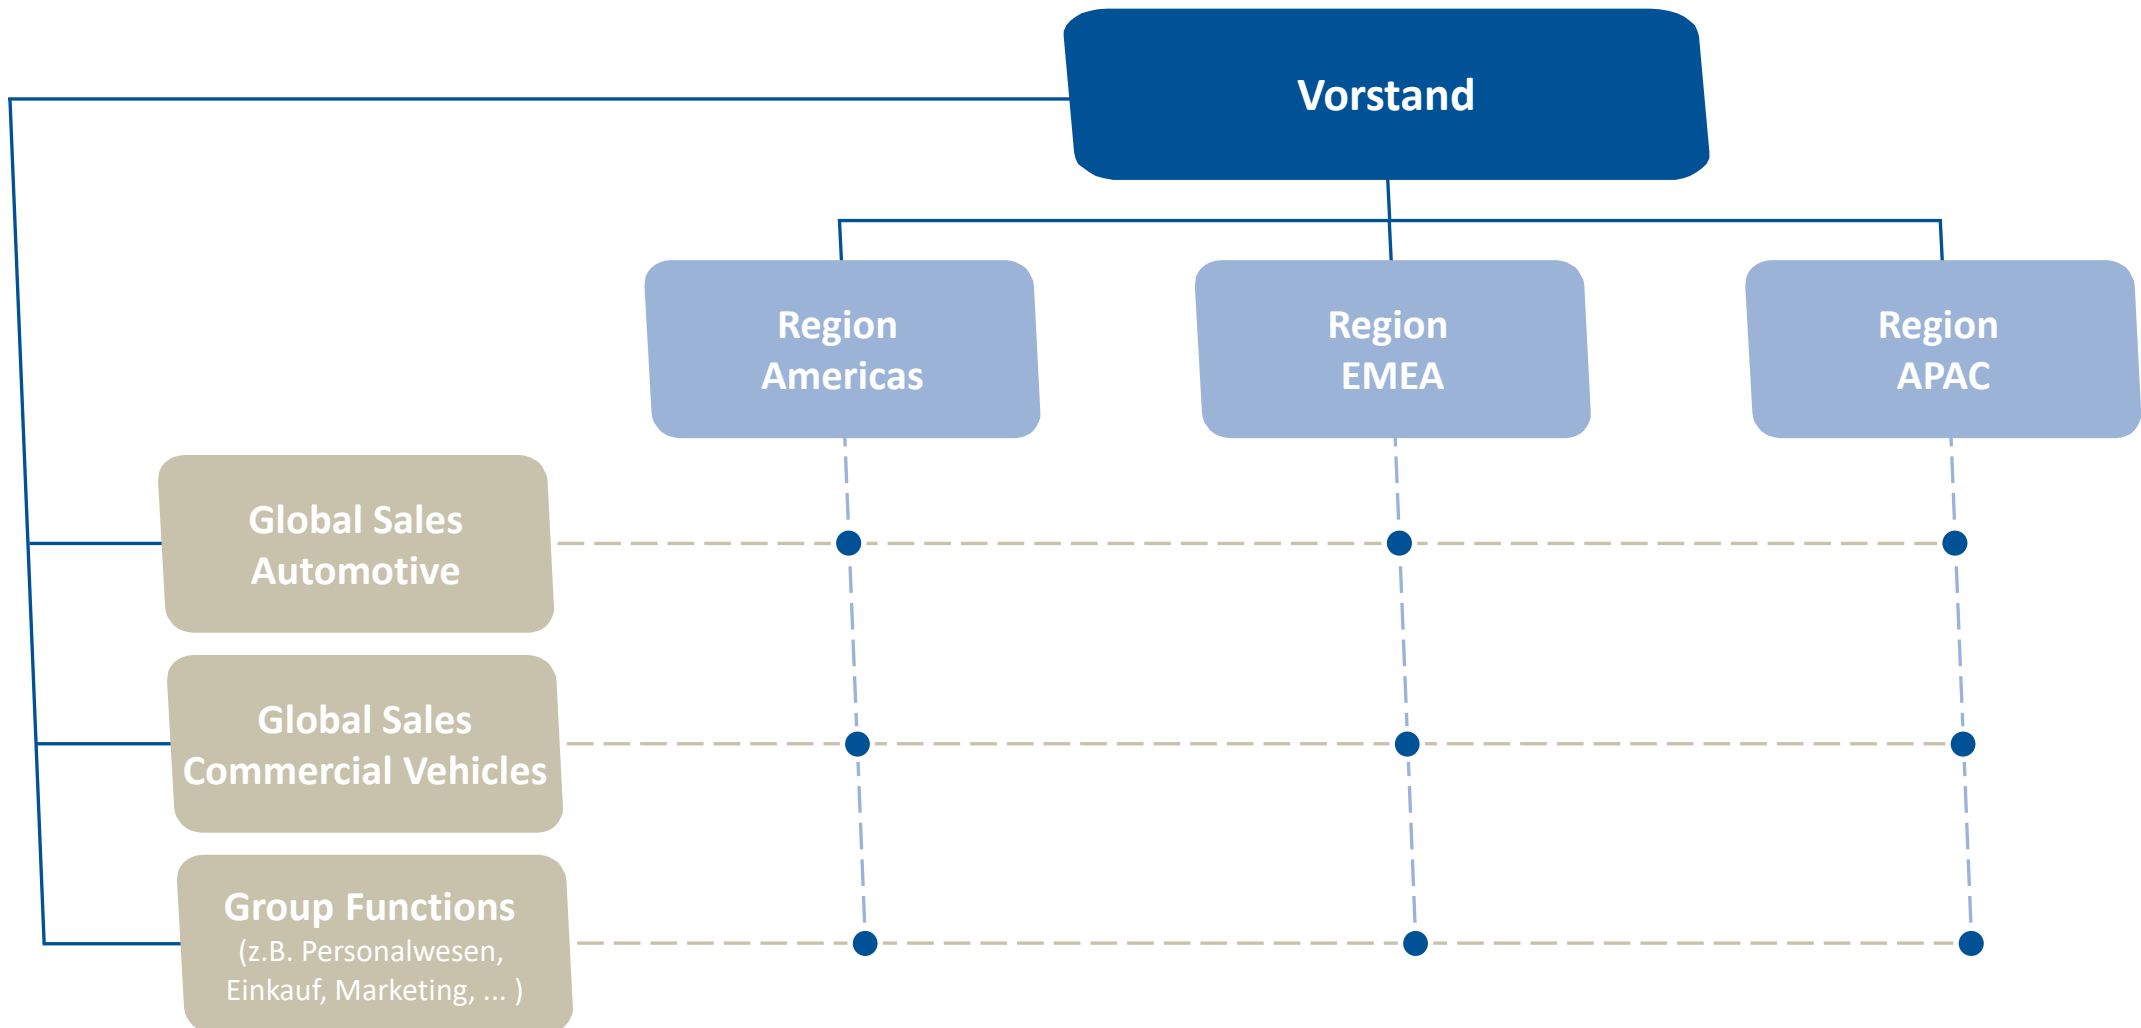 Vorstand
Region
Americas
Region
EMEA
Region
APAC
Global Sales
Automotive
Global Sales
Commercial Vehicles
Group Functions
(z.B. Personalwesen,
Einkauf, Marketing, ... )